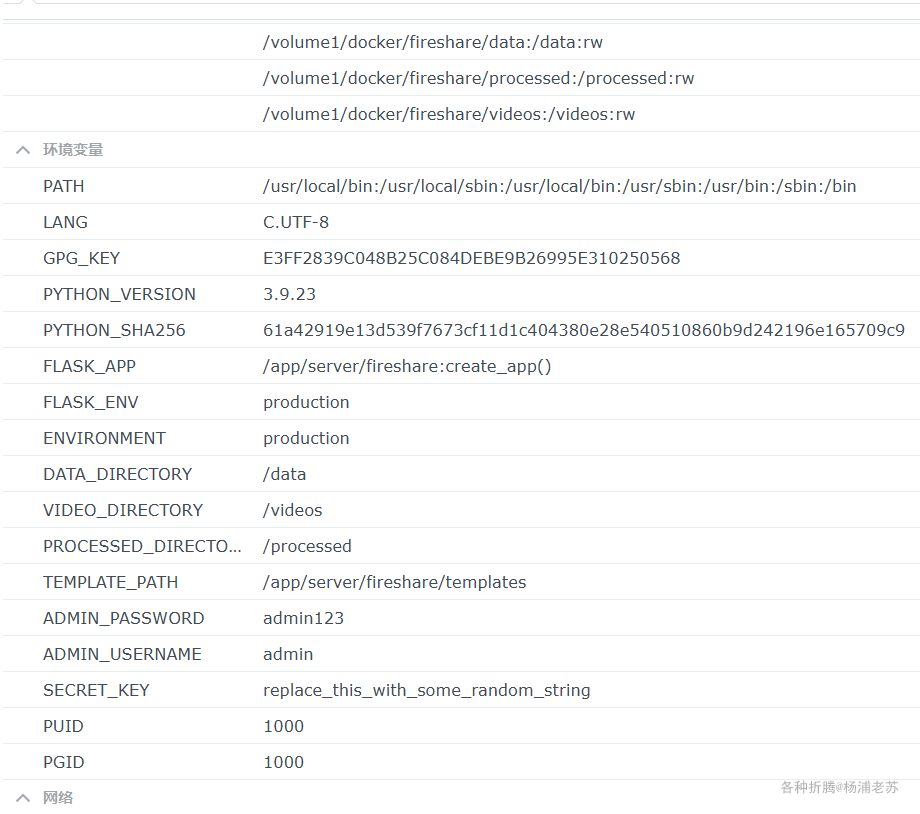 /volume1/docker/fireshare/data:/data:rw
/volume1/docker/fireshare/processed:/processed:rw
/volume1/docker/fireshare/videos:/videos:rw
环境变量
PATH /usr/local/bin:/usr/local/sbin:/usr/local/bin:/usr/sbin:/usr/bin:/sbin:/bin
LANG C.UTF-8
GPG_KEY E3FF2839C048B25C084DEBE9B26995E310250568
PYTHON_VERSION 3.9.23
PYTHON_SHA256 61a42919e13d539f7673cf11d1c404380e28e540510860b9d242196e165709c9
FLASK_APP /app/server/fireshare:create_app()
FLASK_ENV production
ENVIRONMENT production
DATA_DIRECTORY /data
VIDEO_DIRECTORY /videos
PROCESSED_DIRECTO... /processed
TEMPLATE_PATH /app/server/fireshare/templates
ADMIN_PASSWORD admin123
ADMIN_USERNAME admin
SECRET_KEY replace_this_with_some_random_string
PUID 1000
PGID 1000
各种折腾@杨浦老苏
网络